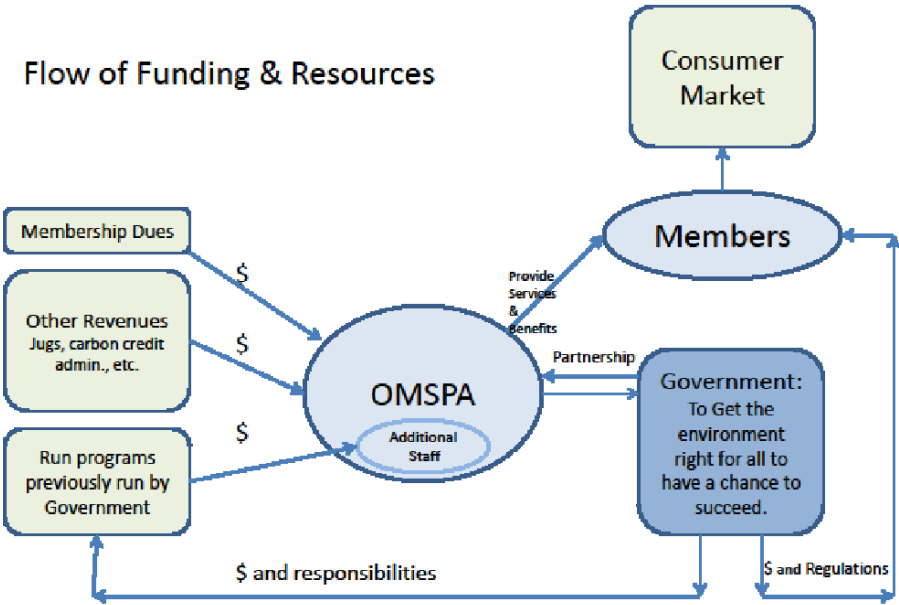 Flow of Funding & Resources
Consumer
Market
Membership Dues
$
Members
Other Revenues
Jugs, carbon credit
admin., etc.
$
Provide
Services
&
Benefits
Partnership
OMSPA
Additional
Staff
$
Run programs
previously run by
Government
Government:
To Get the
environment
right for all to
have a chance to
succeed.
$ and responsibilities
$ and Regulations